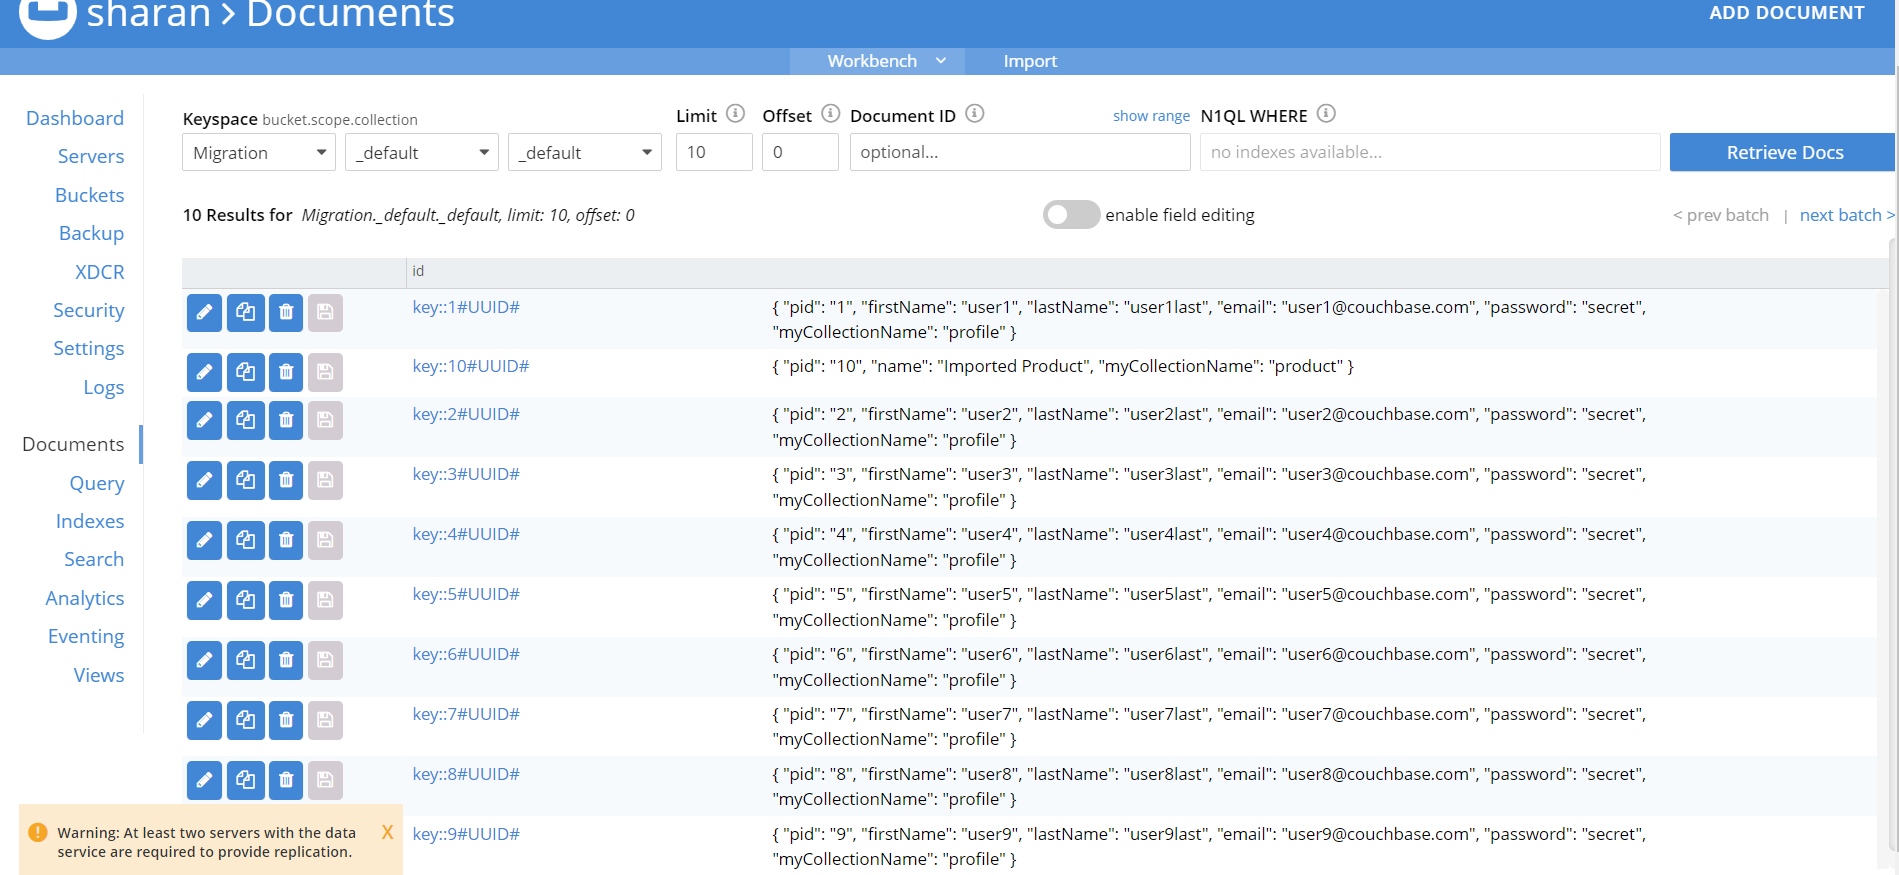 sharan > Documents
ADD DOCUMENT
Workbench
Import
Dashboard
Servers
Buckets
Backup
XDCR
Security
Settings
Logs
Documents
Query
Indexes
Search
Analytics
Eventing
Views
Keyspace bucket.scope.collection
Limit
Offset
Document ID
show range
N1QL WHERE
Migration
_default
_default
10
0
optional...
no indexes available...
Retrieve Docs
10 Results for Migration._default._default, limit: 10, offset: 0
enable field editing
< prev batch | next batch >
id
key::1#UUID#
{ "pid": "1", "firstName": "user1", "lastName": "user1last", "email": "user1@couchbase.com", "password": "secret",
"myCollectionName": "profile" }
key::10#UUID#
{ "pid": "10", "name": "Imported Product", "myCollectionName": "product" }
key::2#UUID#
{ "pid": "2", "firstName": "user2", "lastName": "user2last", "email": "user2@couchbase.com", "password": "secret",
"myCollectionName": "profile" }
key::3#UUID#
{ "pid": "3", "firstName": "user3", "lastName": "user3last", "email": "user3@couchbase.com", "password": "secret",
"myCollectionName": "profile" }
key::4#UUID#
{ "pid": "4", "firstName": "user4", "lastName": "user4last", "email": "user4@couchbase.com", "password": "secret",
"myCollectionName": "profile" }
key::5#UUID#
{ "pid": "5", "firstName": "user5", "lastName": "user5last", "email": "user5@couchbase.com", "password": "secret",
"myCollectionName": "profile" }
key::6#UUID#
{ "pid": "6", "firstName": "user6", "lastName": "user6last", "email": "user6@couchbase.com", "password": "secret",
"myCollectionName": "profile" }
key::7#UUID#
{ "pid": "7", "firstName": "user7", "lastName": "user7last", "email": "user7@couchbase.com", "password": "secret",
"myCollectionName": "profile" }
key::8#UUID#
{ "pid": "8", "firstName": "user8", "lastName": "user8last", "email": "user8@couchbase.com", "password": "secret",
"myCollectionName": "profile" }
key::9#UUID#
{ "pid": "9", "firstName": "user9", "lastName": "user9last", "email": "user9@couchbase.com", "password": "secret",
"myCollectionName": "profile" }
Warning: At least two servers with the data
service are required to provide replication.
X